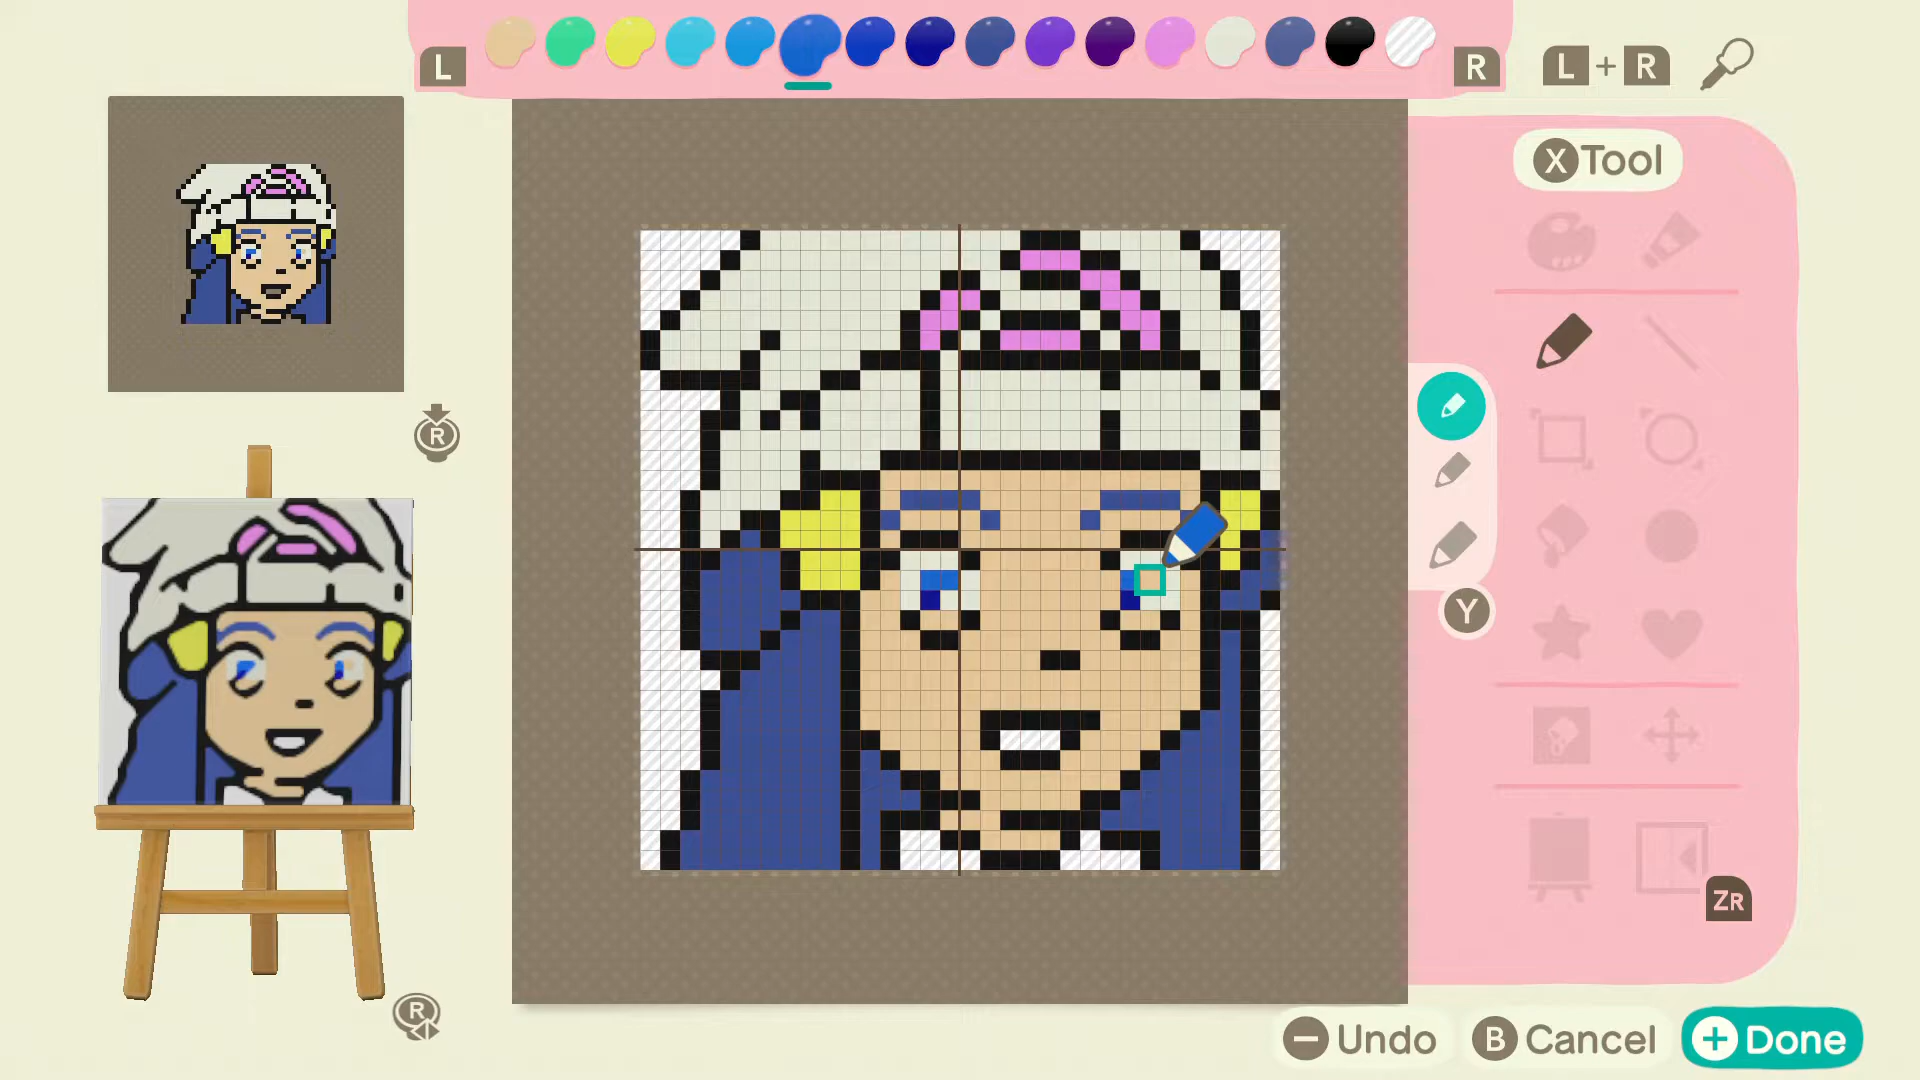 L
R
L + R
X Tool
R
Y
ZR
R
− Undo
B Cancel
+ Done